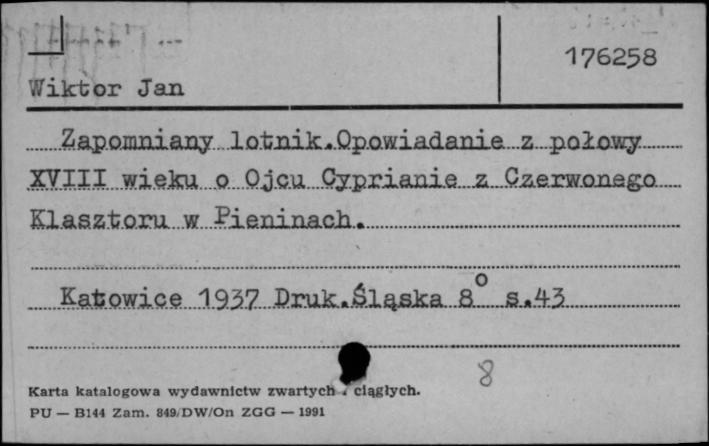 176258
Wiktor Jan
Zapomniany lotnik.Opowiadanie z połowy
XVIII wieku o Ojcu Cyprianie z Czerwonego
Klasztoru w Pieninach.
Katowice 1937 Druk.Śląska 8° s.43
8
Karta katalogowa wydawnictw zwartych i ciągłych.
PU — B144 Zam. 849/DW/On ZGG — 1991